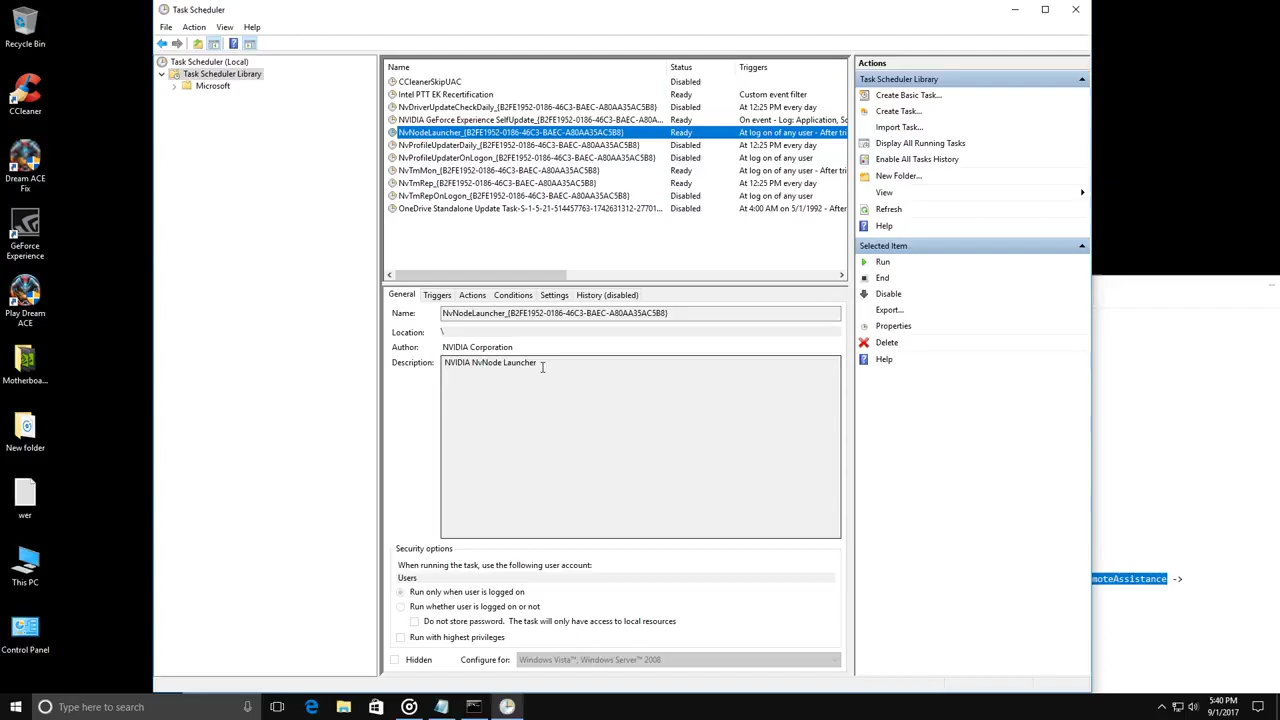 Task Scheduler
File Action View Help
Task Scheduler (Local)
Task Scheduler Library
Microsoft
Name Status Triggers
CCleanerSkipUAC Disabled
Intel PTT EK Recertification Ready Custom event filter
NvDriverUpdateCheckDaily_{B2FE1952-0186-46C3-BAEC-A80AA35AC5B8} Disabled At 12:25 PM every day
NVIDIA GeForce Experience SelfUpdate_{B2FE1952-0186-46C3-BAEC-A80AA... Ready On event - Log: Application, So
NvNodeLauncher_{B2FE1952-0186-46C3-BAEC-A80AA35AC5B8} Ready At log on of any user - After tri
NvProfileUpdaterDaily_{B2FE1952-0186-46C3-BAEC-A80AA35AC5B8} Disabled At 12:25 PM every day
NvProfileUpdaterOnLogon_{B2FE1952-0186-46C3-BAEC-A80AA35AC5B8} Disabled At log on of any user
NvTmMon_{B2FE1952-0186-46C3-BAEC-A80AA35AC5B8} Ready At log on of any user - After tri
NvTmRep_{B2FE1952-0186-46C3-BAEC-A80AA35AC5B8} Ready At 12:25 PM every day
NvTmRepOnLogon_{B2FE1952-0186-46C3-BAEC-A80AA35AC5B8} Disabled At log on of any user
OneDrive Standalone Update Task-S-1-5-21-514457763-1742631312-27701... Disabled At 4:00 AM on 5/1/1992 - After
General Triggers Actions Conditions Settings History (disabled)
Name: NvNodeLauncher_{B2FE1952-0186-46C3-BAEC-A80AA35AC5B8}
Location: \
Author: NVIDIA Corporation
Description: NVIDIA NvNode Launcher
Security options
When running the task, use the following user account:
Users
Run only when user is logged on
Run whether user is logged on or not
Do not store password. The task will only have access to local resources
Run with highest privileges
Hidden Configure for: Windows Vista™, Windows Server™ 2008
Actions
Task Scheduler Library
Create Basic Task...
Create Task...
Import Task...
Display All Running Tasks
Enable All Tasks History
New Folder...
View
Refresh
Help
Selected Item
Run
End
Disable
Export...
Properties
Delete
Help
moteAssistance ->
Recycle Bin
CCleaner
Dream ACE
Fix
GeForce
Experience
Play Dream
ACE
Motherboa...
New folder
wer
This PC
Control Panel
Type here to search
5:40 PM
9/1/2017